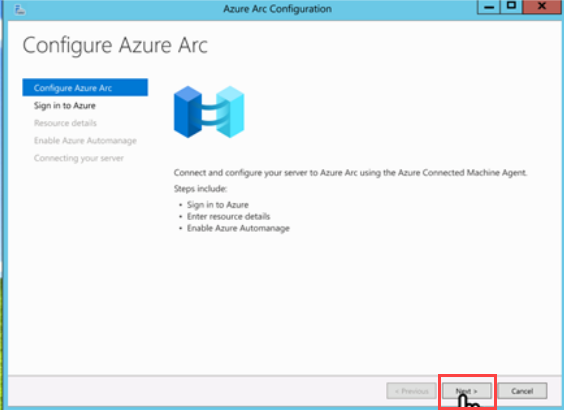 Azure Arc Configuration
Configure Azure Arc
Configure Azure Arc
Sign in to Azure
Resource details
Enable Azure Automanage
Connecting your server
Connect and configure your server to Azure Arc using the Azure Connected Machine Agent.
Steps include:
• Sign in to Azure
• Enter resource details
• Enable Azure Automanage
< Previous Next > Cancel